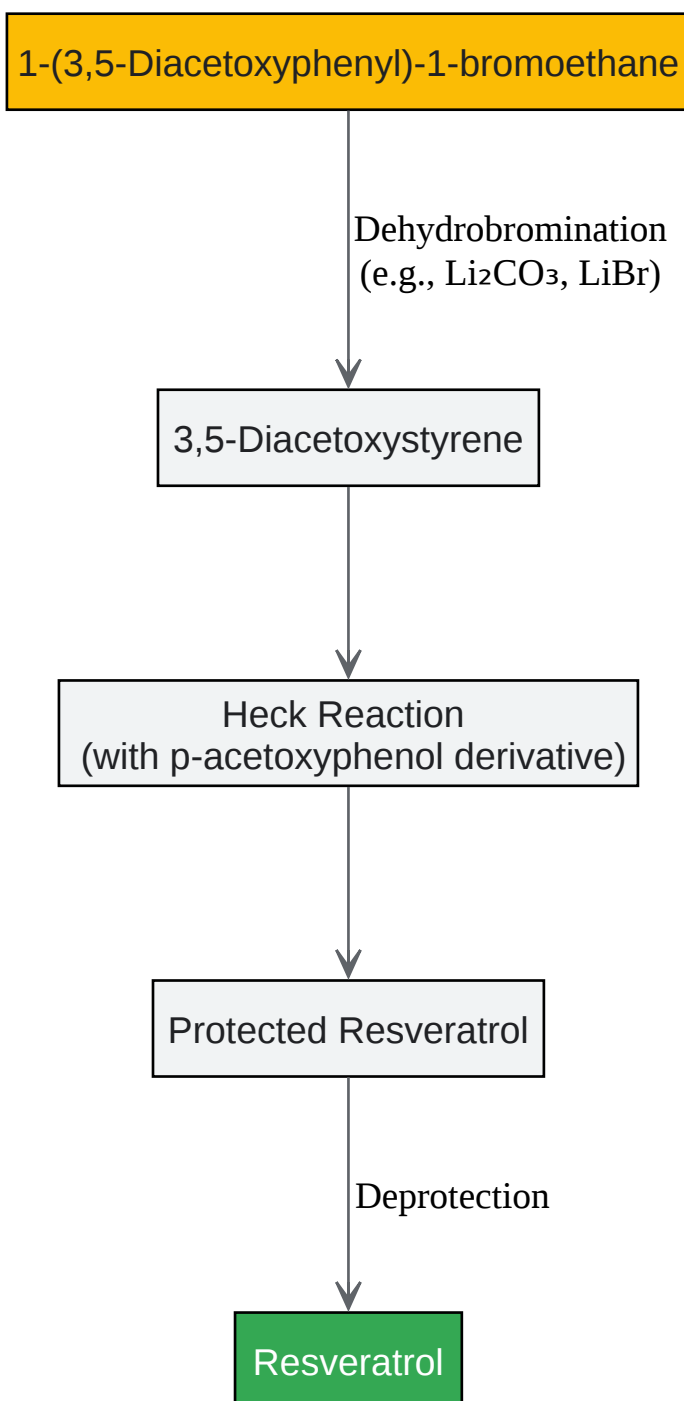 1-(3,5-Diacetoxyphenyl)-1-bromoethane
Dehydrobromination
(e.g., Li₂CO₃, LiBr)
3,5-Diacetoxystyrene
Heck Reaction
(with p-acetoxyphenol derivative)
Protected Resveratrol
Deprotection
Resveratrol